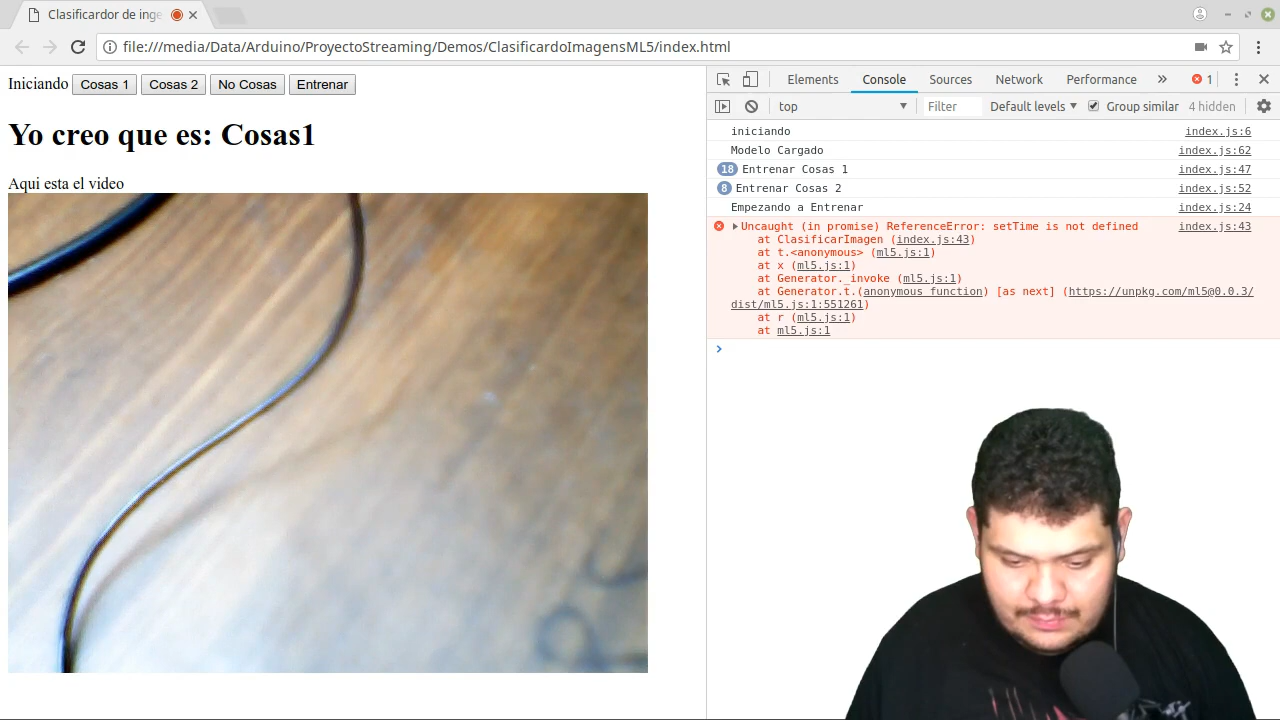 Clasificardor de inge
file:///media/Data/Arduino/ProyectoStreaming/Demos/ClasificardoImagensML5/index.html
Iniciando Cosas 1 Cosas 2 No Cosas Entrenar
Yo creo que es: Cosas1
Aqui esta el video
Elements Console Sources Network Performance » 1
top Filter Default levels Group similar 4 hidden
iniciando index.js:6
Modelo Cargado index.js:62
18 Entrenar Cosas 1 index.js:47
8 Entrenar Cosas 2 index.js:52
Empezando a Entrenar index.js:24
Uncaught (in promise) ReferenceError: setTime is not defined index.js:43
at ClasificarImagen (index.js:43)
at t.<anonymous> (ml5.js:1)
at x (ml5.js:1)
at Generator._invoke (ml5.js:1)
at Generator.t.(anonymous function) [as next] (https://unpkg.com/ml5@0.0.3/
dist/ml5.js:1:551261)
at r (ml5.js:1)
at ml5.js:1